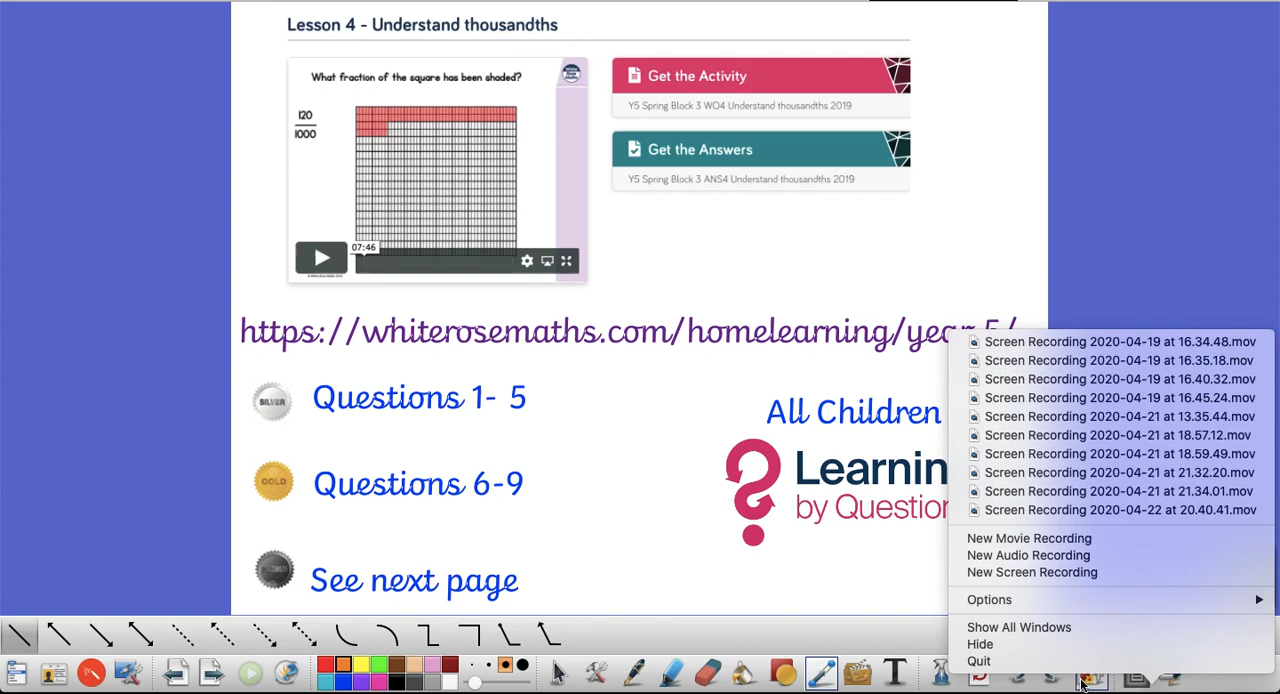 Lesson 4 - Understand thousandths
What fraction of the square has been shaded?
120
1000
07:46
Get the Activity
Y5 Spring Block 3 WO4 Understand thousandths 2019
Get the Answers
Y5 Spring Block 3 ANS4 Understand thousandths 2019
https://whiterosemaths.com/homelearning/year-5/
SILVER
Questions 1- 5
GOLD
Questions 6-9
See next page
All Children
Learnin
by Question
Screen Recording 2020-04-19 at 16.34.48.mov
Screen Recording 2020-04-19 at 16.35.18.mov
Screen Recording 2020-04-19 at 16.40.32.mov
Screen Recording 2020-04-19 at 16.45.24.mov
Screen Recording 2020-04-21 at 13.35.44.mov
Screen Recording 2020-04-21 at 18.57.12.mov
Screen Recording 2020-04-21 at 18.59.49.mov
Screen Recording 2020-04-21 at 21.32.20.mov
Screen Recording 2020-04-21 at 21.34.01.mov
Screen Recording 2020-04-22 at 20.40.41.mov
New Movie Recording
New Audio Recording
New Screen Recording
Options
Show All Windows
Hide
Quit